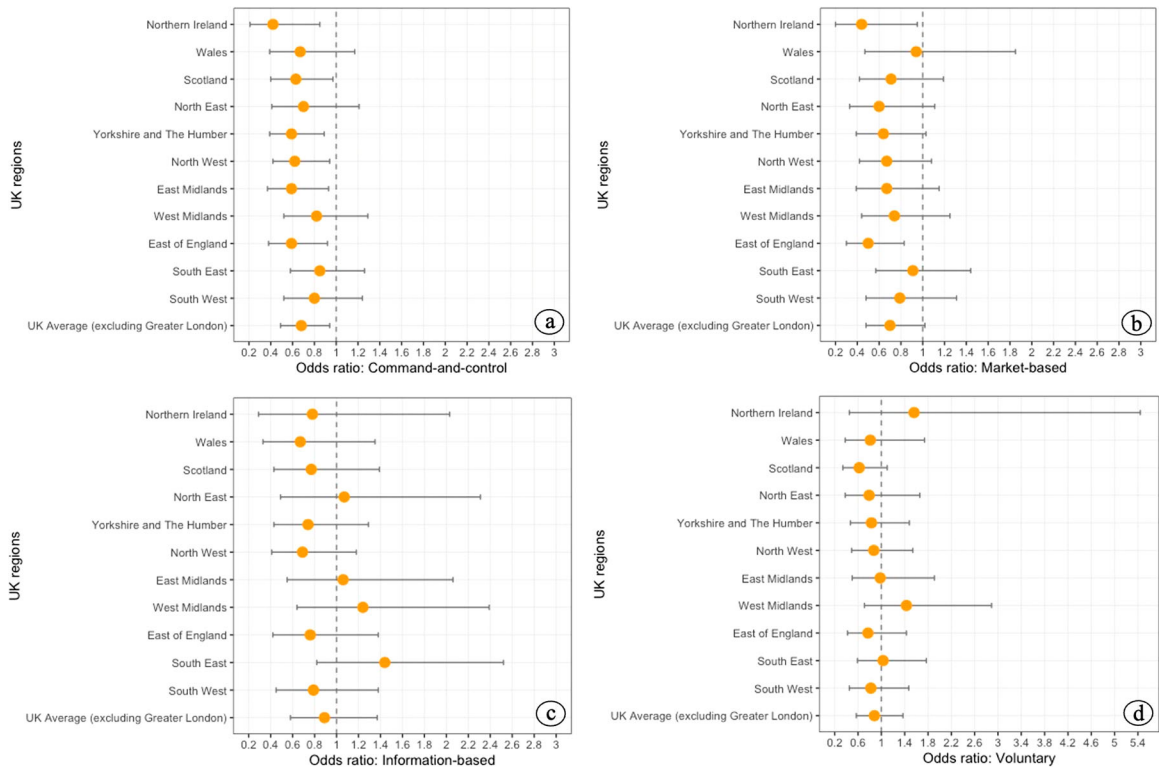 UK regions
Northern Ireland
Wales
Scotland
North East
Yorkshire and The Humber
North West
East Midlands
West Midlands
East of England
South East
South West
UK Average (excluding Greater London)
0.2 0.4 0.6 0.8 1 1.2 1.4 1.6 1.8 2 2.2 2.4 2.6 2.8 3
Odds ratio: Command-and-control
a
UK regions
Northern Ireland
Wales
Scotland
North East
Yorkshire and The Humber
North West
East Midlands
West Midlands
East of England
South East
South West
UK Average (excluding Greater London)
0.2 0.4 0.6 0.8 1 1.2 1.4 1.6 1.8 2 2.2 2.4 2.6 2.8 3
Odds ratio: Market-based
b
UK regions
Northern Ireland
Wales
Scotland
North East
Yorkshire and The Humber
North West
East Midlands
West Midlands
East of England
South East
South West
UK Average (excluding Greater London)
0.2 0.4 0.6 0.8 1 1.2 1.4 1.6 1.8 2 2.2 2.4 2.6 2.8 3
Odds ratio: Information-based
c
UK regions
Northern Ireland
Wales
Scotland
North East
Yorkshire and The Humber
North West
East Midlands
West Midlands
East of England
South East
South West
UK Average (excluding Greater London)
0.2 0.6 1 1.4 1.8 2.2 2.6 3 3.4 3.8 4.2 4.6 5 5.4
Odds ratio: Voluntary
d